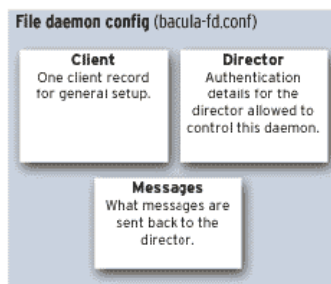 File daemon config (bacula-fd.conf)
Client
One client record
for general setup.
Director
Authentication
details for the
director allowed to
control this daemon.
Messages
What messages are
sent back to the
director.